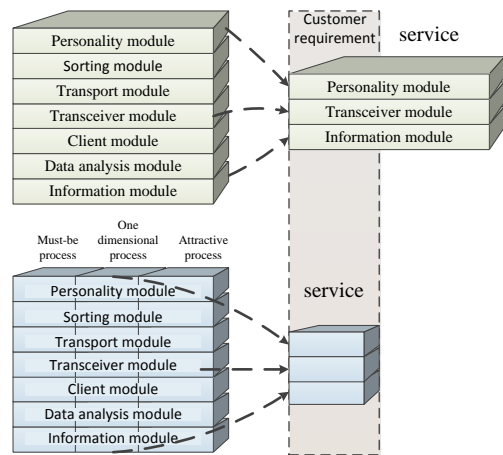 Customer
requirement
service
Personality module
Sorting module
Transport module
Transceiver module
Client module
Data analysis module
Information module
Personality module
Transceiver module
Information module
Must-be
process
One
dimensional
process
Attractive
process
service
Personality module
Sorting module
Transport module
Transceiver module
Client module
Data analysis module
Information module